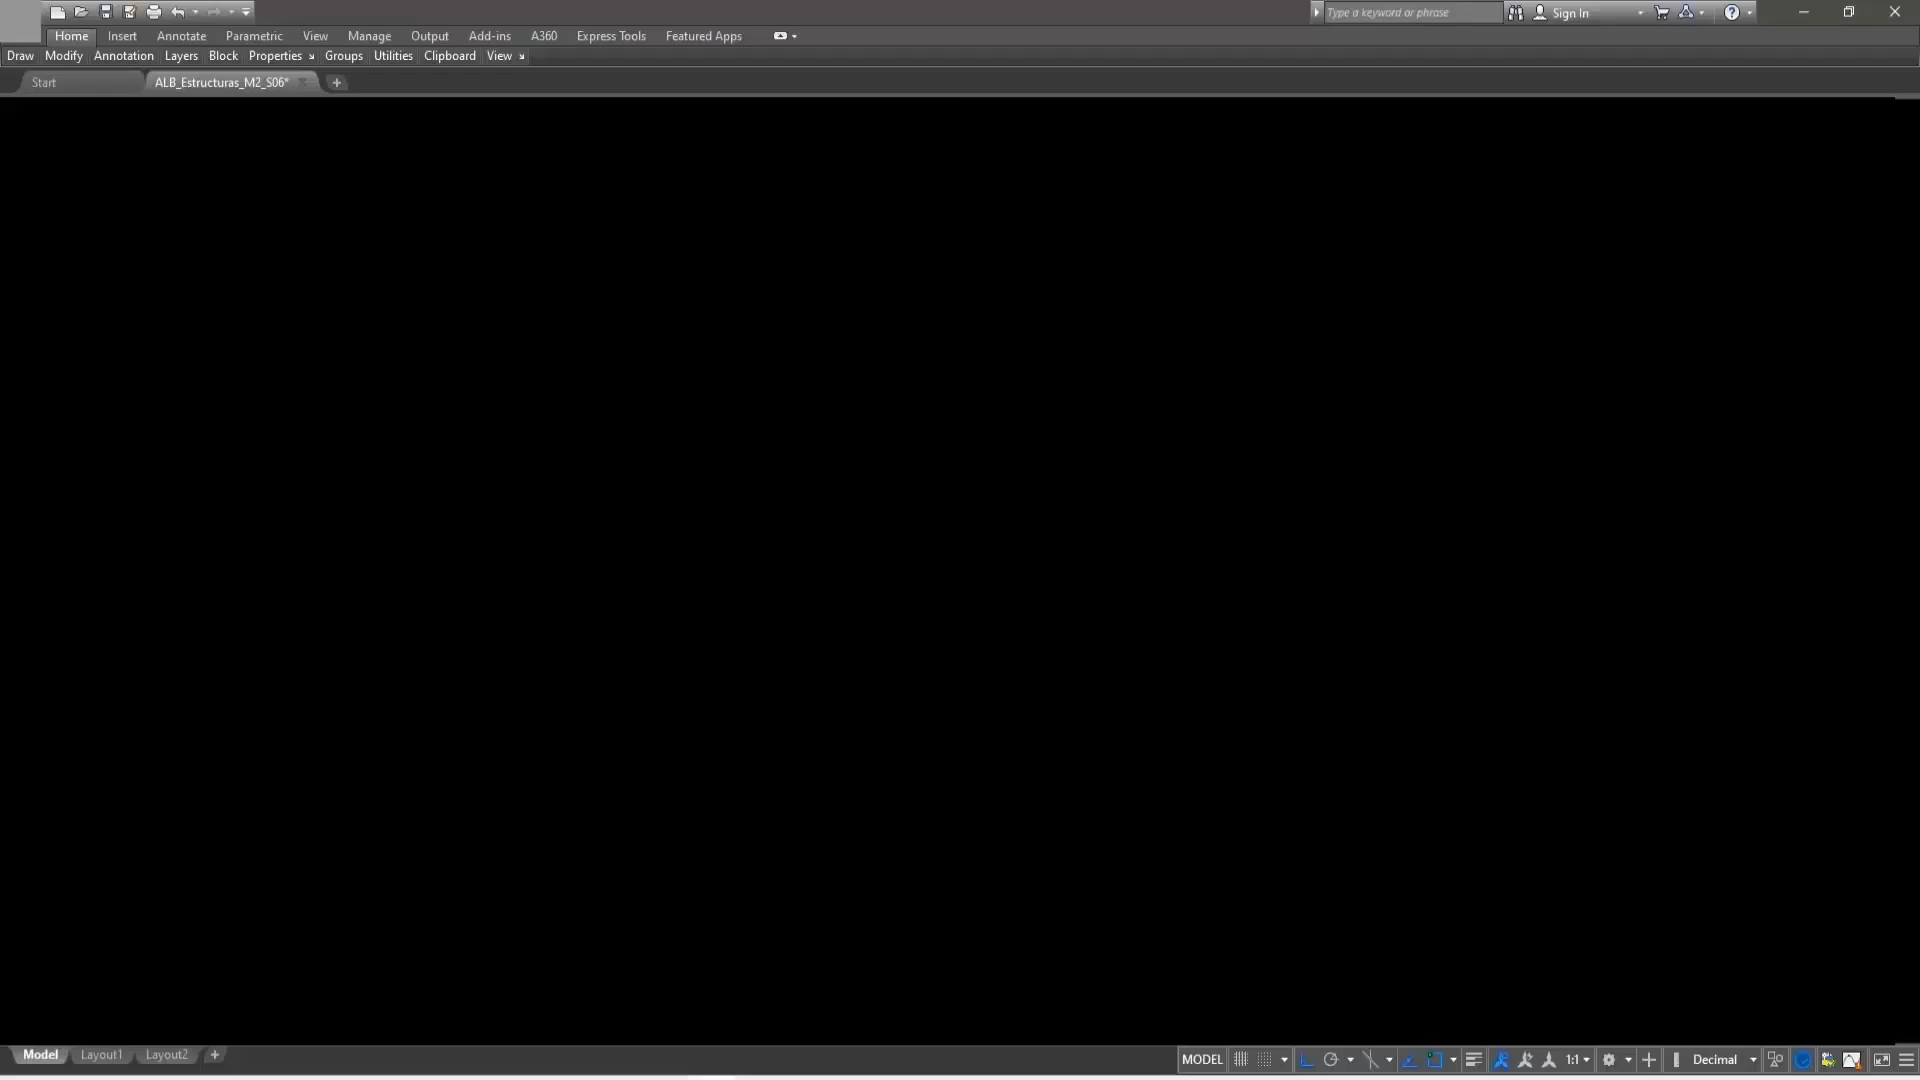 Type a keyword or phrase
Sign In
Home Insert Annotate Parametric View Manage Output Add-ins A360 Express Tools Featured Apps
Draw Modify Annotation Layers Block Properties Groups Utilities Clipboard View
Start ALB_Estructuras_M2_S06*
Model Layout1 Layout2
MODEL 1:1 Decimal